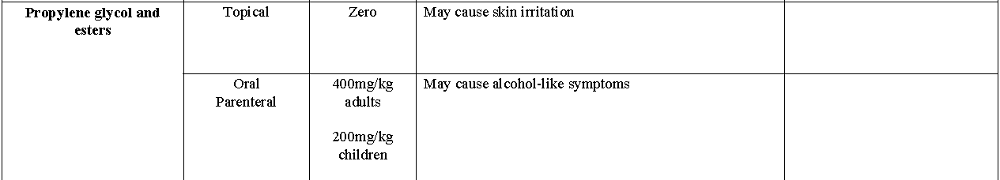 Propylene glycol and
esters
Topical
Zero
May cause skin irritation
Oral
Parenteral
400mg/kg
adults
200mg/kg
children
May cause alcohol-like symptoms